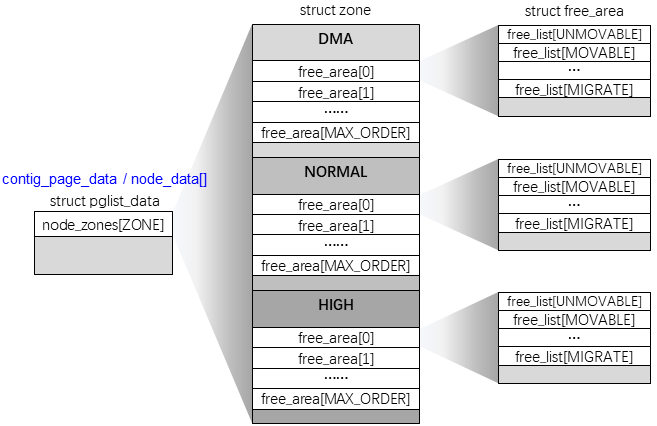 contig_page_data / node_data[]
struct pglist_data
node_zones[ZONE]
struct zone
DMA
free_area[0]
free_area[1]
······
free_area[MAX_ORDER]
NORMAL
free_area[0]
free_area[1]
······
free_area[MAX_ORDER]
HIGH
free_area[0]
free_area[1]
······
free_area[MAX_ORDER]
struct free_area
free_list[UNMOVABLE]
free_list[MOVABLE]
···
free_list[MIGRATE]
free_list[UNMOVABLE]
free_list[MOVABLE]
···
free_list[MIGRATE]
free_list[UNMOVABLE]
free_list[MOVABLE]
···
free_list[MIGRATE]